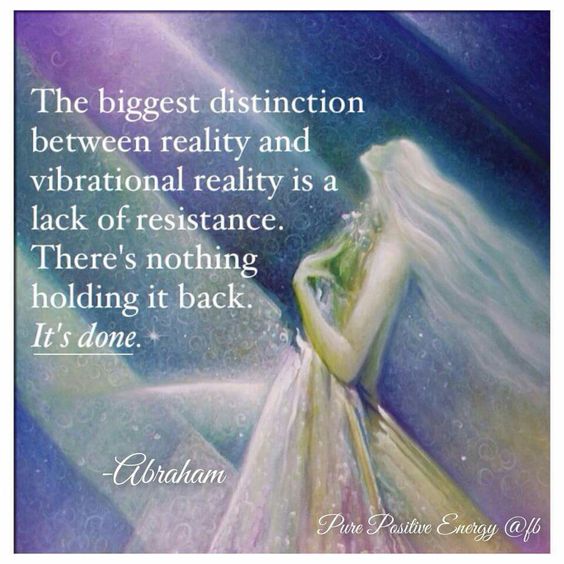 The biggest distinction
between reality and
vibrational reality is a
lack of resistance.
There's nothing
holding it back.
It's done.
-Abraham
Pure Positive Energy @fb